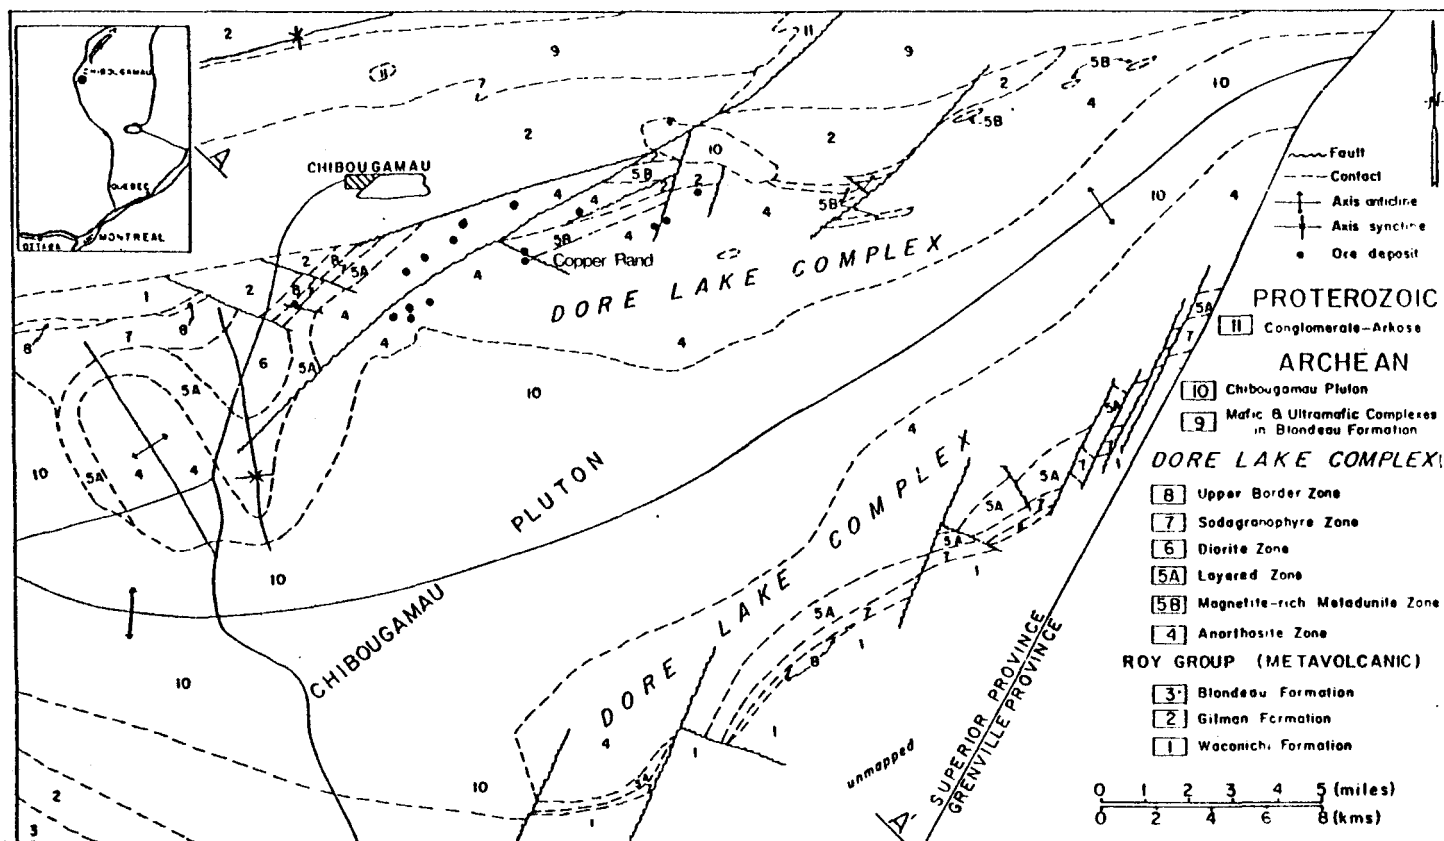 CHIBOUGAMAU
QUEBEC
OTTAWA
MONTREAL
A
CHIBOUGAMAU
Copper Rand
DORE LAKE COMPLEX
CHIBOUGAMAU PLUTON
DORE LAKE COMPLEX
unmapped
SUPERIOR PROVINCE
GRENVILLE PROVINCE
A-
N
Fault
Contact
Axis anticline
Axis syncline
Ore deposit
PROTEROZOIC
11 Conglomerate-Arkose
ARCHEAN
10 Chibougamau Pluton
9 Mafic & Ultramafic Complexes
in Blondeau Formation
DORE LAKE COMPLEX
8 Upper Border Zone
7 Sodagranophyre Zone
6 Diorite Zone
5A Layered Zone
5B Magnetite-rich Metadunite Zone
4 Anorthosite Zone
ROY GROUP (METAVOLCANIC)
3 Blondeau Formation
2 Gilman Formation
1 Waconichi Formation
0 1 2 3 4 5 (miles)
0 2 4 6 8 (kms)